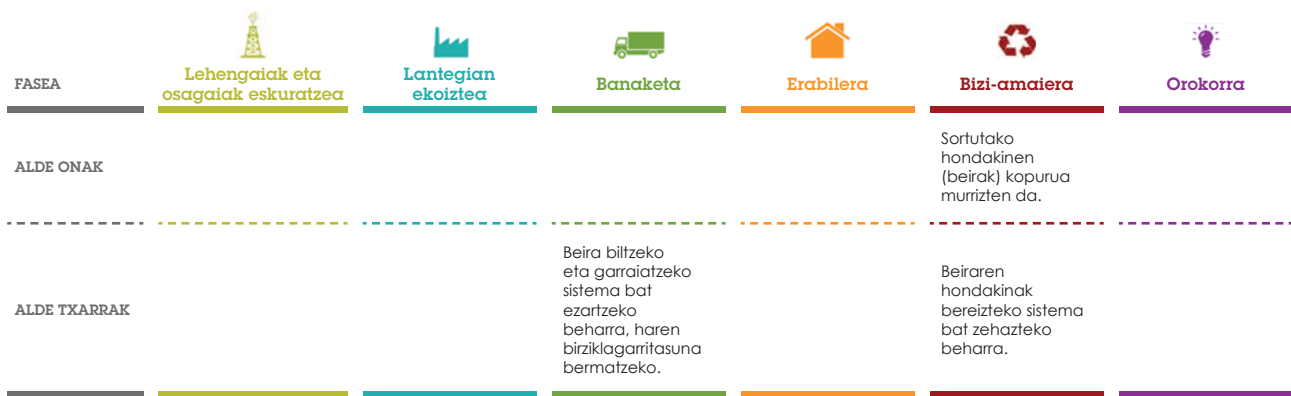 FASEA
Lehengaiak eta
osagaiak eskuratzea
Lantegian
ekoiztea
Banaketa
Erabilera
Bizi-amaiera
Orokorra
ALDE ONAK
Sortutako
hondakinen
(beirak) kopurua
murrizten da.
ALDE TXARRAK
Beira biltzeko
eta garraiatzeko
sistema bat
ezartzeko
beharra, haren
birziklagarritasuna
bermatzeko.
Beiraren
hondakinak
bereizteko sistema
bat zehazteko
beharra.